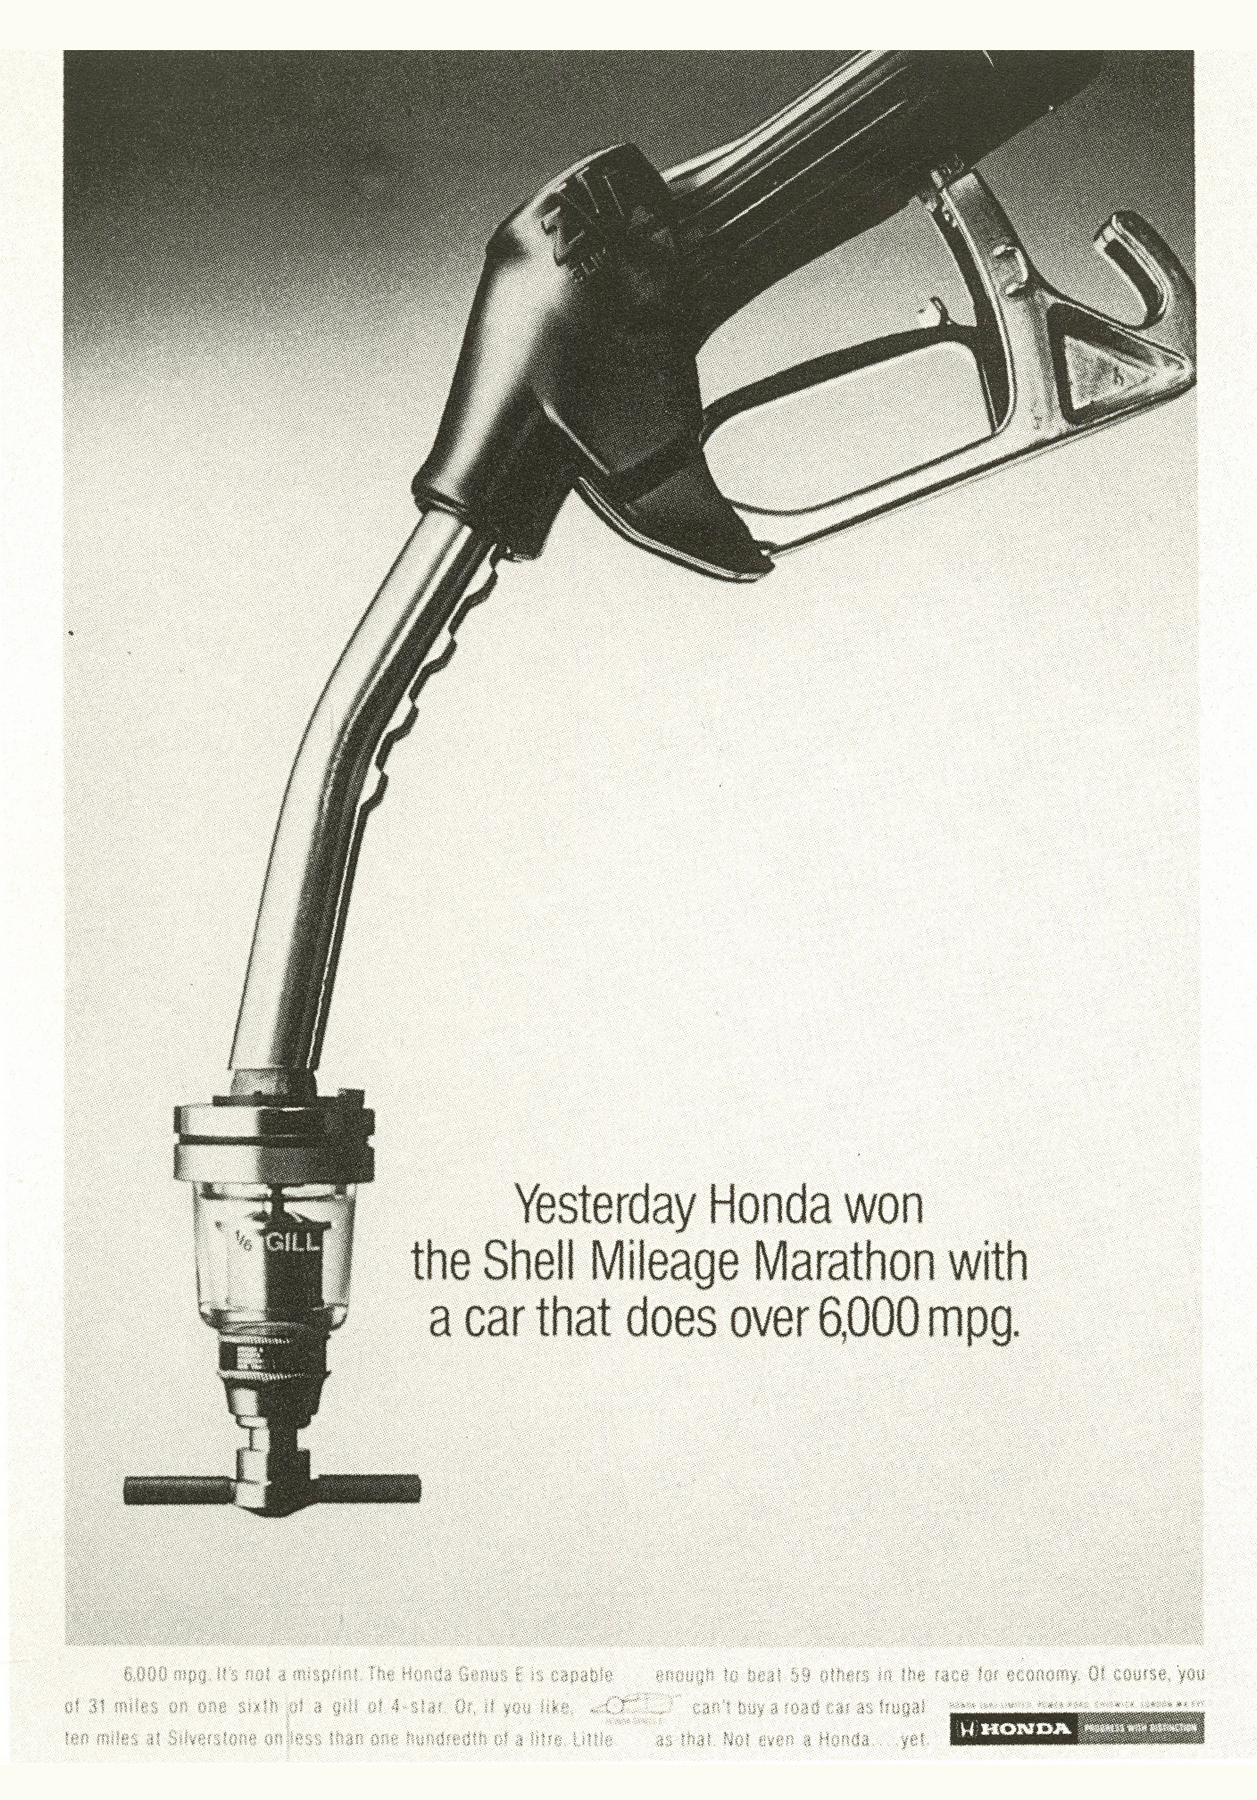 ZV
1/6 GILL
Yesterday Honda won
the Shell Mileage Marathon with
a car that does over 6,000 mpg.
6,000 mpg. It's not a misprint. The Honda Genus E is capable
of 31 miles on one sixth of a gill of 4-star. Or, if you like,
ten miles at Silverstone on less than one hundredth of a litre. Little
enough to beat 59 others in the race for economy. Of course, you
can't buy a road car as frugal
as that. Not even a Honda.... yet.
HONDA PROGRESS WITH DISTINCTION